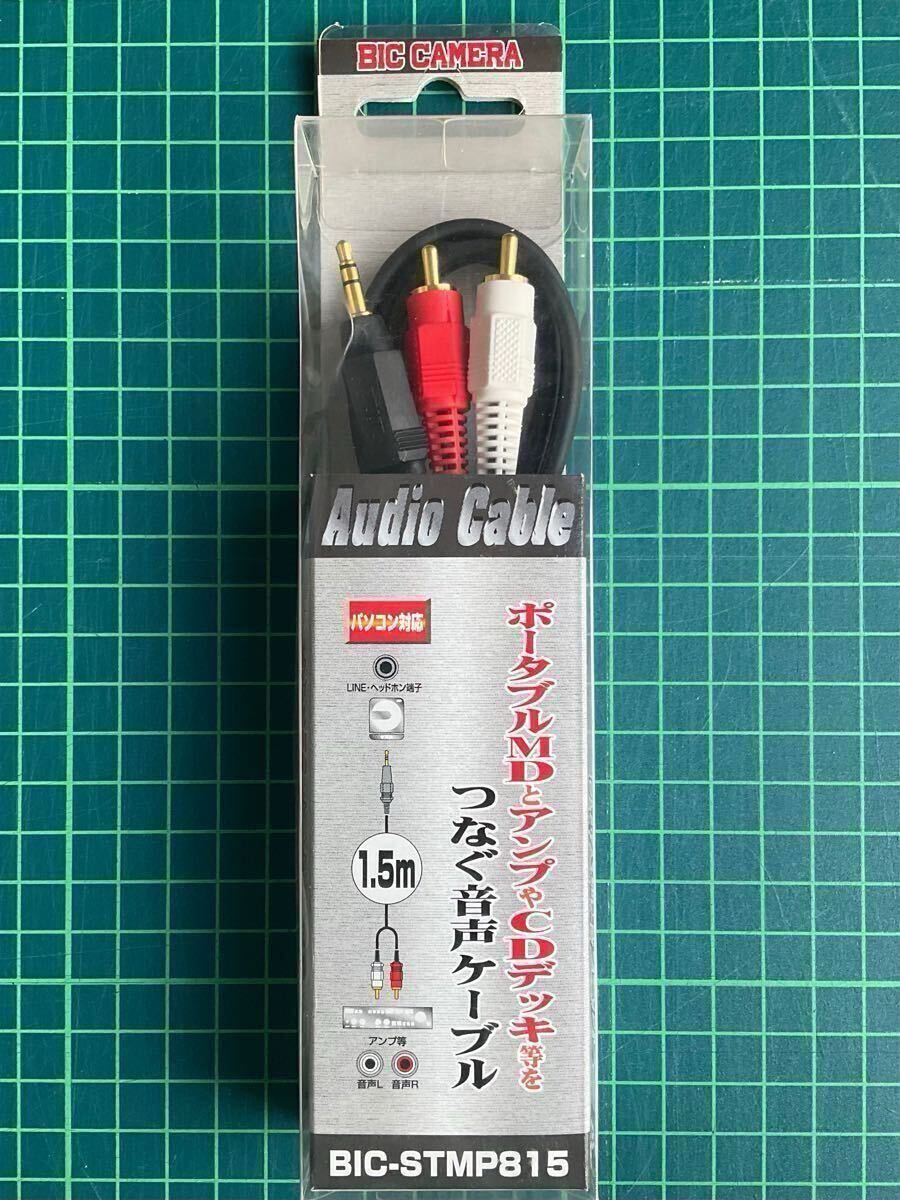 BIC CAMERA
Audio Cable
パソコン対応
LINE・ヘッドホン端子
ポータブルMDとアンプやCDデッキ等を
つなぐ音声ケーブル
1.5m
アンプ等
音声L 音声R
BIC-STMP815